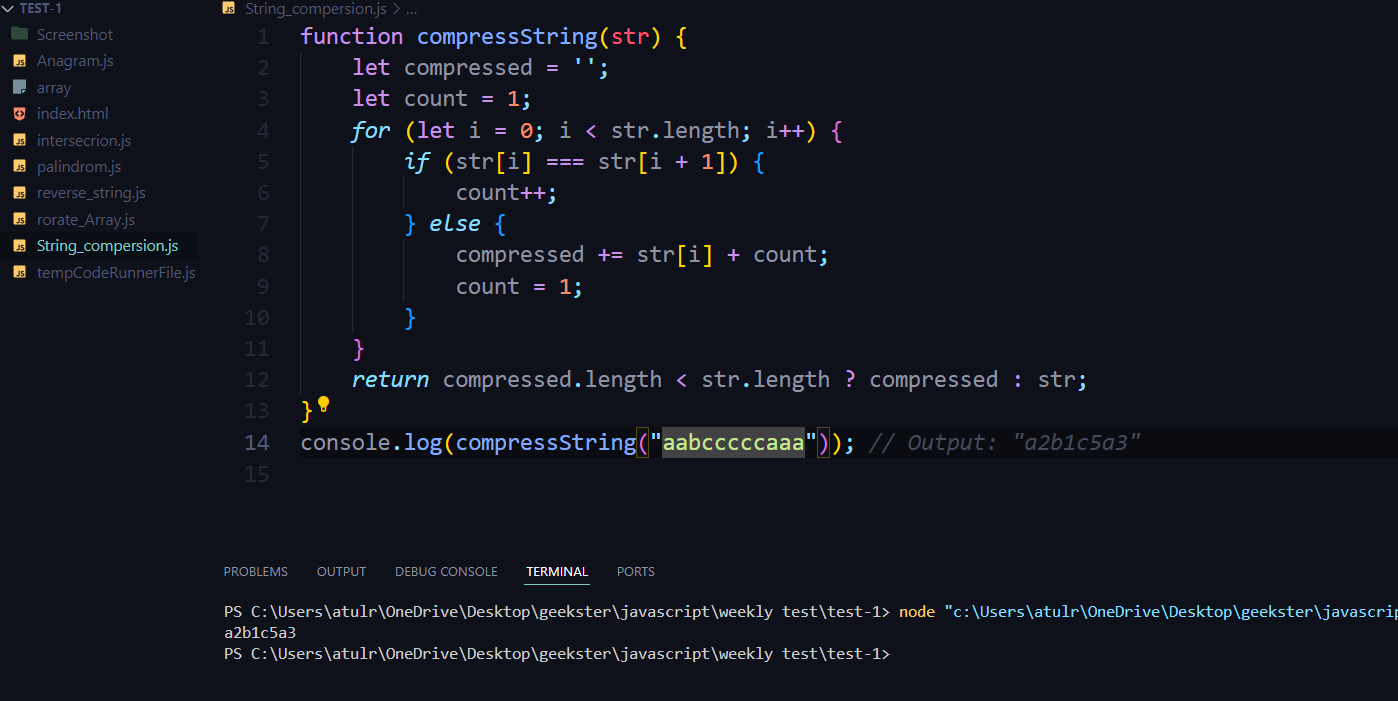 TEST-1
Screenshot
Anagram.js
array
index.html
intersecrion.js
palindrom.js
reverse_string.js
rorate_Array.js
String_compersion.js
tempCodeRunnerFile.js
String_compersion.js > ...
1 function compressString(str) {
2 let compressed = '';
3 let count = 1;
4 for (let i = 0; i < str.length; i++) {
5 if (str[i] === str[i + 1]) {
6 count++;
7 } else {
8 compressed += str[i] + count;
9 count = 1;
10 }
11 }
12 return compressed.length < str.length ? compressed : str;
13 }
14 console.log(compressString("aabcccccaaa")); // Output: "a2b1c5a3"
15
PROBLEMS OUTPUT DEBUG CONSOLE TERMINAL PORTS
PS C:\Users\atulr\OneDrive\Desktop\geekster\javascript\weekly test\test-1> node "c:\Users\atulr\OneDrive\Desktop\geekster\javascrip
a2b1c5a3
PS C:\Users\atulr\OneDrive\Desktop\geekster\javascript\weekly test\test-1>